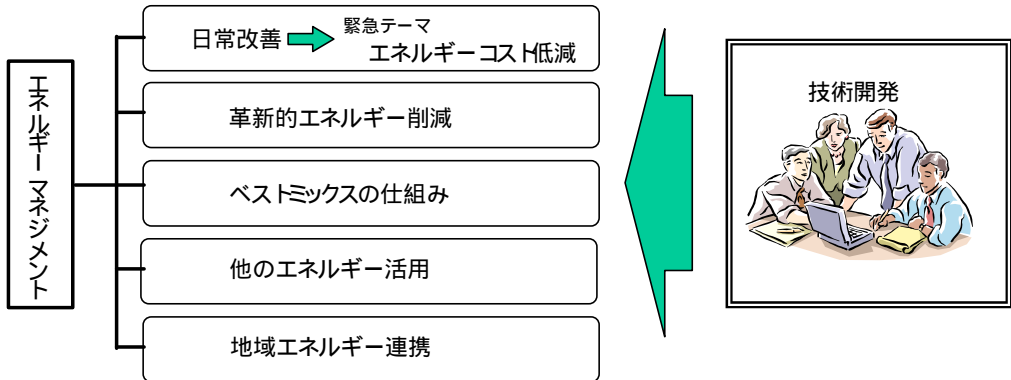 エネルギーマネジメント
日常改善
緊急テーマ
エネルギーコスト低減
革新的エネルギー削減
ベストミックスの仕組み
他のエネルギー活用
地域エネルギー連携
技術開発